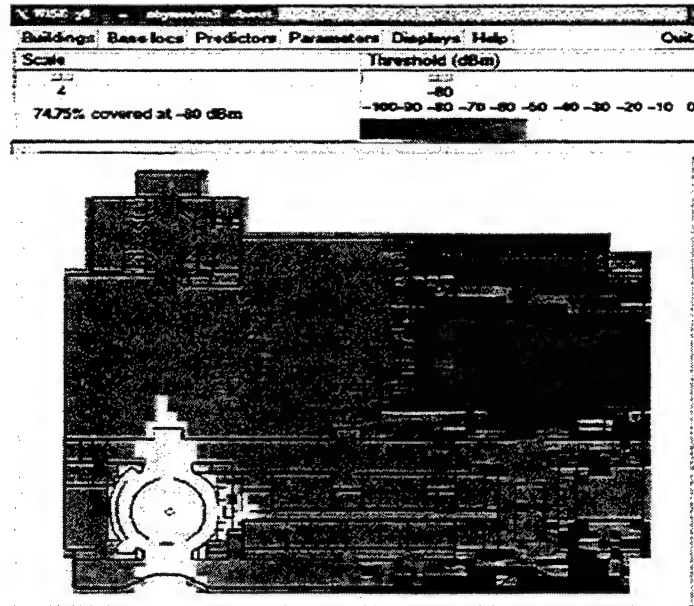 Buildings Base locs Predictors Parameters Displays Help Quit
Scale Threshold (dBm)
4 -80
74.75% covered at -80 dBm -100-90 -80 -70 -60 -50 -40 -30 -20 -10 0